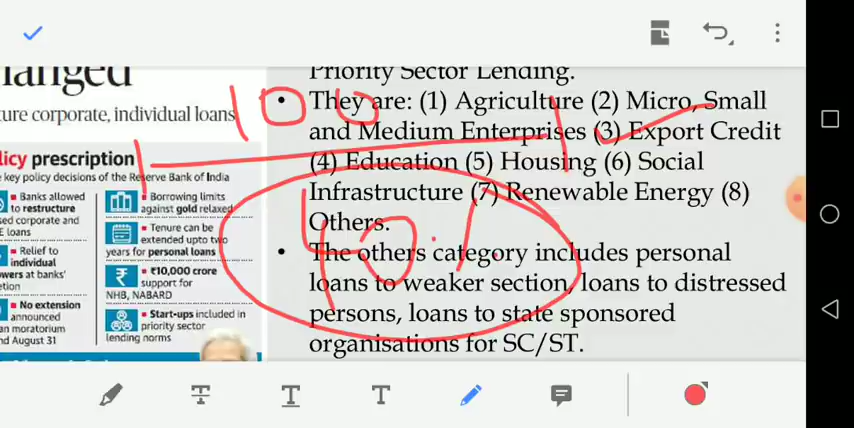 nanged
ture corporate, individual loans
licy prescription
e key policy decisions of the Reserve Bank of India
Banks allowed
to restructure
sed corporate and
E loans
Relief to
individual
wers at banks'
etion
No extension
announced
an moratorium
nd August 31
Borrowing limits
against gold relaxed
Tenure can be
extended upto two
years for personal loans
₹10,000 crore
support for
NHB, NABARD
Start-ups included in
priority sector
lending norms
Priority Sector Lending.
• They are: (1) Agriculture (2) Micro, Small
and Medium Enterprises (3) Export Credit
(4) Education (5) Housing (6) Social
Infrastructure (7) Renewable Energy (8)
Others.
• The others category includes personal
loans to weaker section, loans to distressed
persons, loans to state sponsored
organisations for SC/ST.
100
40%